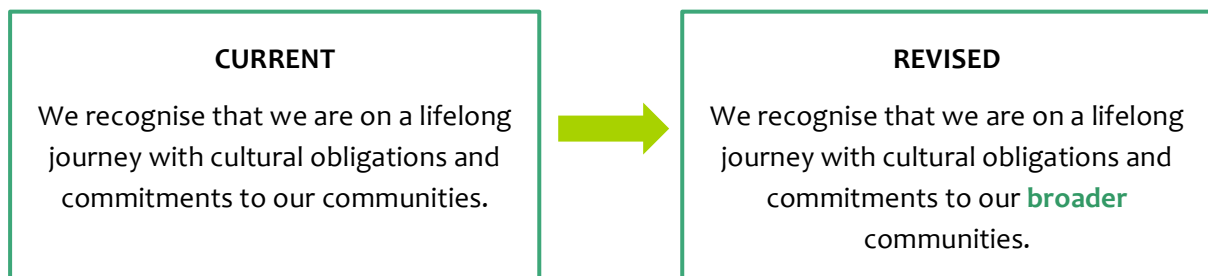 CURRENT
We recognise that we are on a lifelong
journey with cultural obligations and
commitments to our communities.
REVISED
We recognise that we are on a lifelong
journey with cultural obligations and
commitments to our broader
communities.